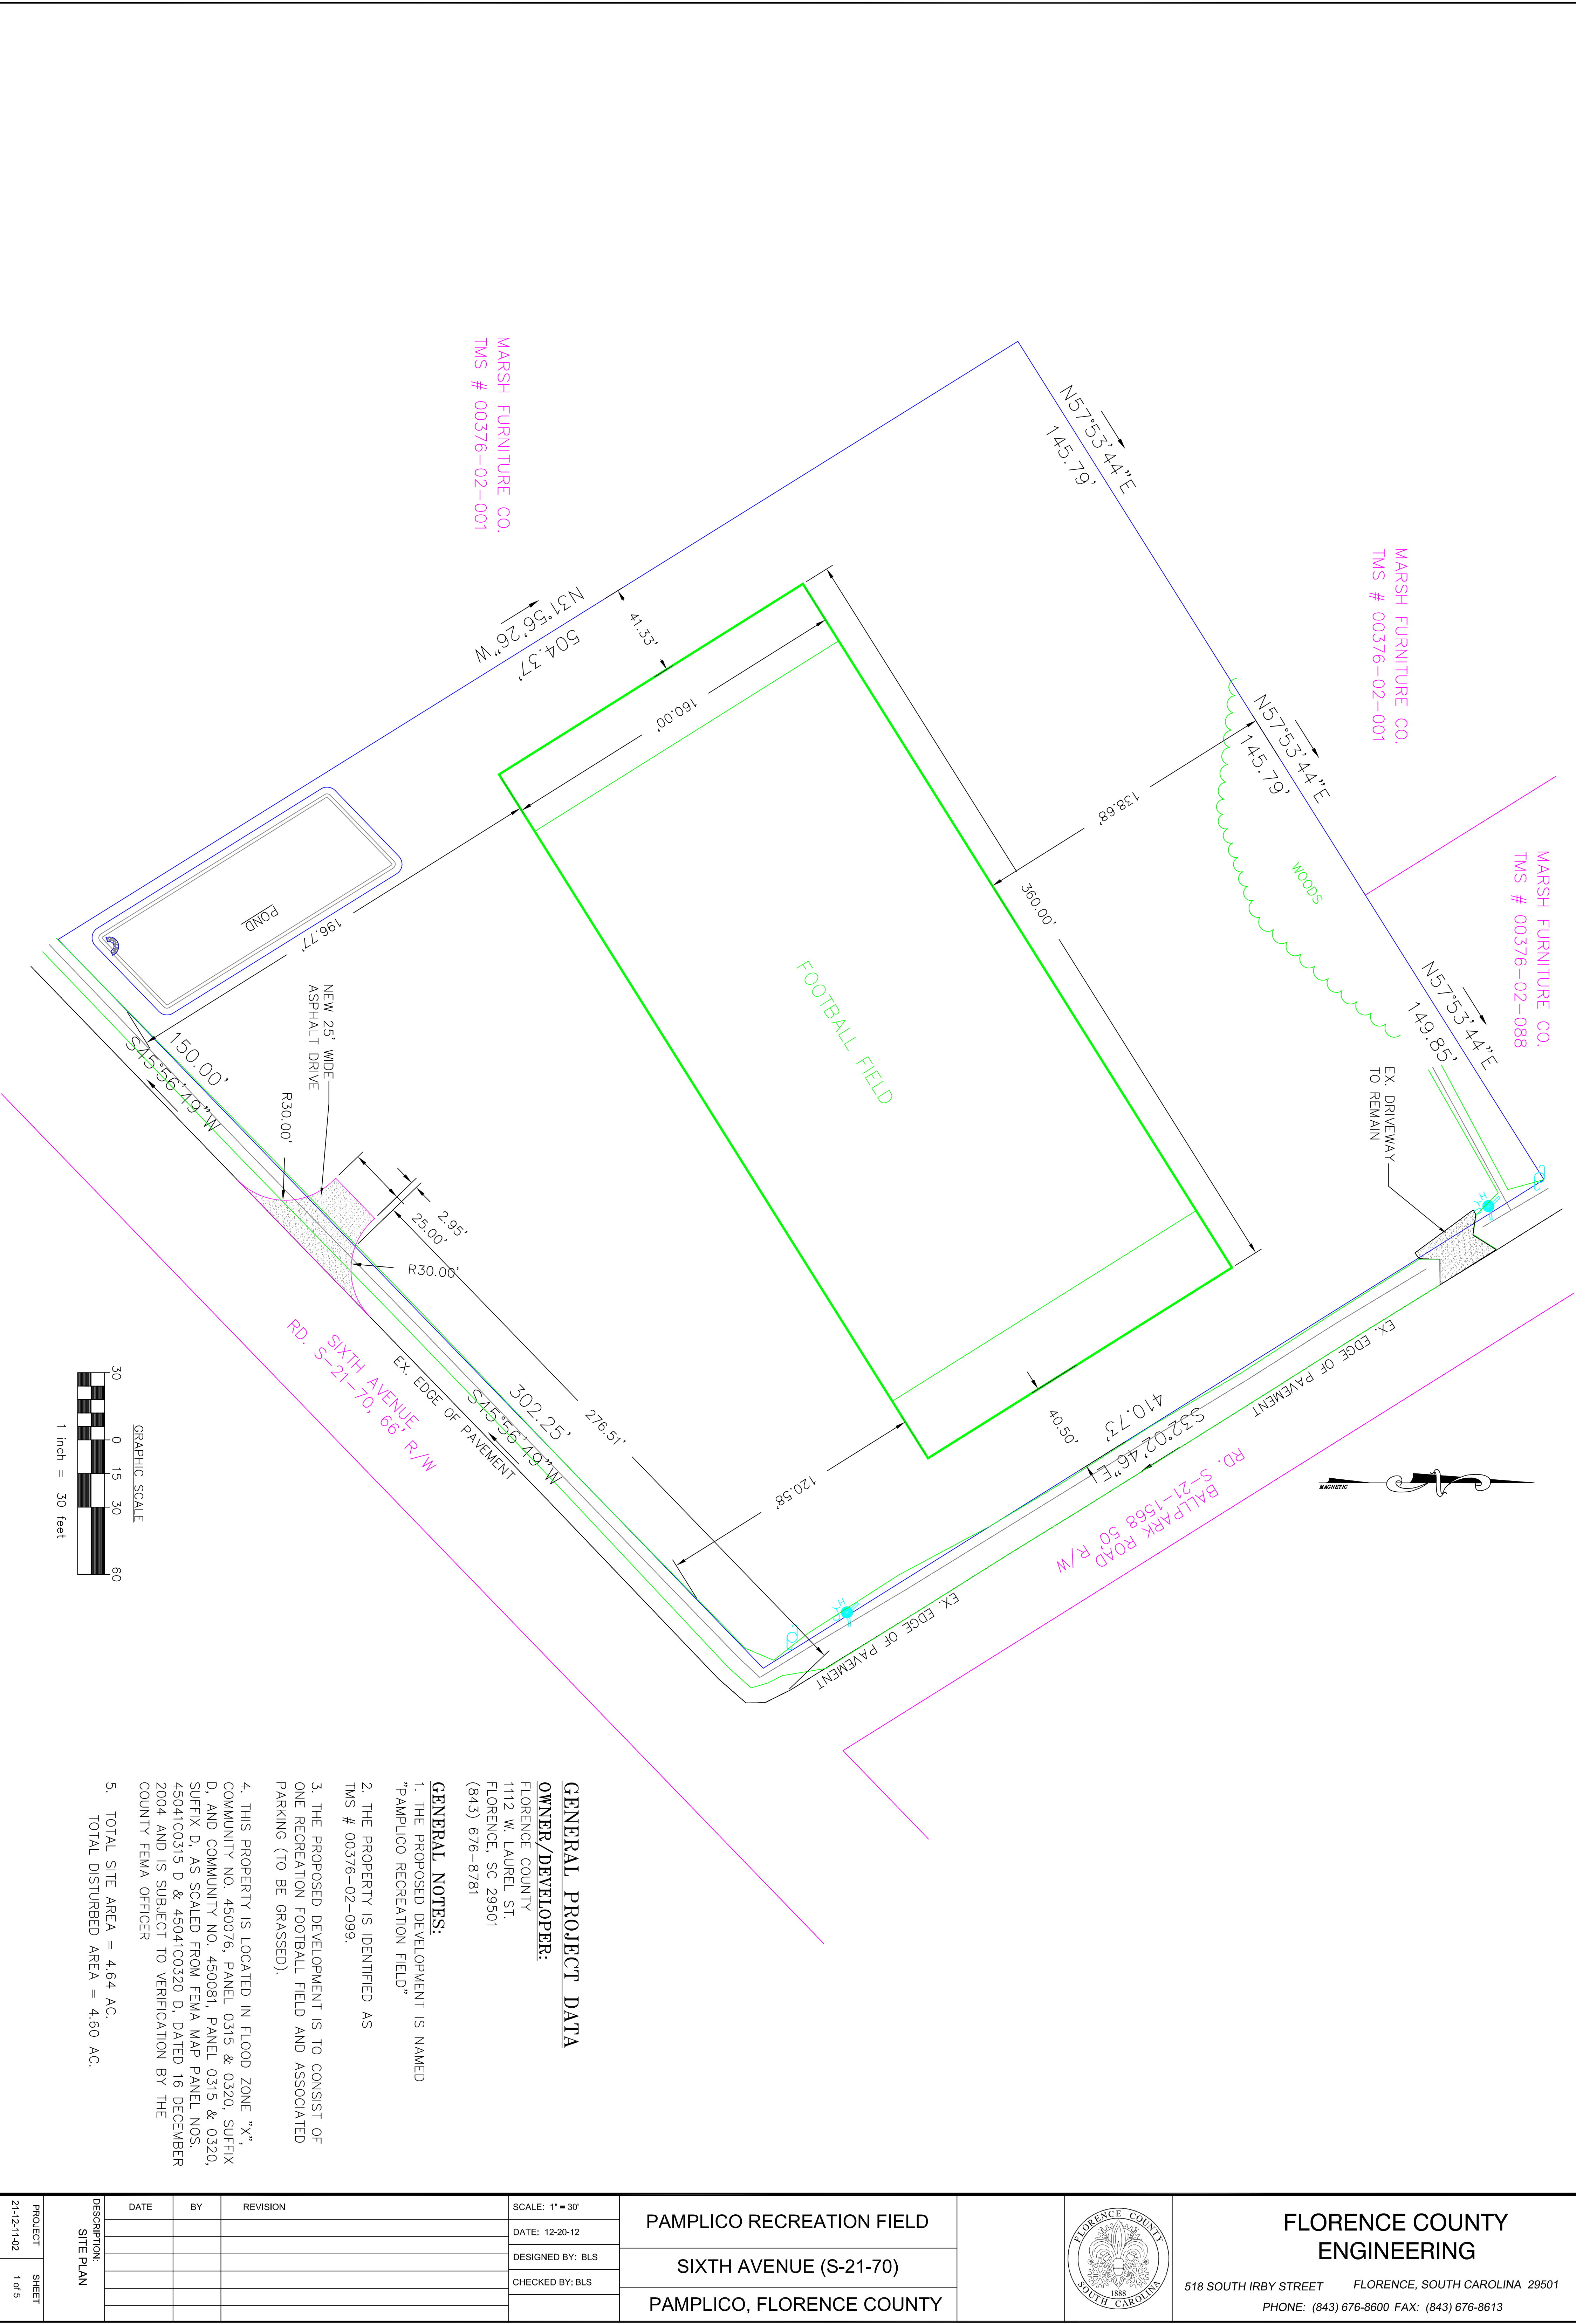 MARSH FURNITURE CO.
TMS # 00376-02-001
N57°53'44"E
145.79'
MARSH FURNITURE CO.
TMS # 00376-02-001
N57°53'44"E
145.79'
MARSH FURNITURE CO.
TMS # 00376-02-088
N57°53'44"E
149.85'
N31°56'26"W
504.37'
41.33'
160.00'
138.68'
360.00'
WOODS
FOOTBALL FIELD
POND
196.77'
EX. DRIVEWAY
TO REMAIN
NEW 25' WIDE
ASPHALT DRIVE
150.00'
S45°56'49"W
R30.00'
2.95'
25.00'
R30.00'
SIXTH AVENUE
RD. S-21-70, 66' R/W
EX. EDGE OF PAVEMENT
302.25'
S45°56'49"W
276.51'
120.58'
40.50'
410.73'
S32°02'46"E
EX. EDGE OF PAVEMENT
BALLPARK ROAD
RD. S-21-1568 50' R/W
EX. EDGE OF PAVEMENT
MAGNETIC
GRAPHIC SCALE
30 0 15 30 60
1 inch = 30 feet
GENERAL PROJECT DATA
OWNER/DEVELOPER:
FLORENCE COUNTY
1112 W. LAUREL ST.
FLORENCE, SC 29501
(843) 676-8781
GENERAL NOTES:
1. THE PROPOSED DEVELOPMENT IS NAMED
"PAMPLICO RECREATION FIELD"
2. THE PROPERTY IS IDENTIFIED AS
TMS # 00376-02-099.
3. THE PROPOSED DEVELOPMENT IS TO CONSIST OF
ONE RECREATION FOOTBALL FIELD AND ASSOCIATED
PARKING (TO BE GRASSED).
4. THIS PROPERTY IS LOCATED IN FLOOD ZONE "X",
COMMUNITY NO. 450076, PANEL 0315 & 0320, SUFFIX
D, AND COMMUNITY NO. 450081, PANEL 0315 & 0320,
SUFFIX D, AS SCALED FROM FEMA MAP PANEL NOS.
45041C0315 D & 45041C0320 D, DATED 16 DECEMBER
2004 AND IS SUBJECT TO VERIFICATION BY THE
COUNTY FEMA OFFICER
5. TOTAL SITE AREA = 4.64 AC.
TOTAL DISTURBED AREA = 4.60 AC.
PROJECT
21-12-11-02
SHEET
1 of 5
DESCRIPTION:
SITE PLAN
DATE BY REVISION
SCALE: 1" = 30'
DATE: 12-20-12
DESIGNED BY: BLS
CHECKED BY: BLS
PAMPLICO RECREATION FIELD
SIXTH AVENUE (S-21-70)
PAMPLICO, FLORENCE COUNTY
FLORENCE COUNTY
1888
SOUTH CAROLINA
FLORENCE COUNTY
ENGINEERING
518 SOUTH IRBY STREET FLORENCE, SOUTH CAROLINA 29501
PHONE: (843) 676-8600 FAX: (843) 676-8613